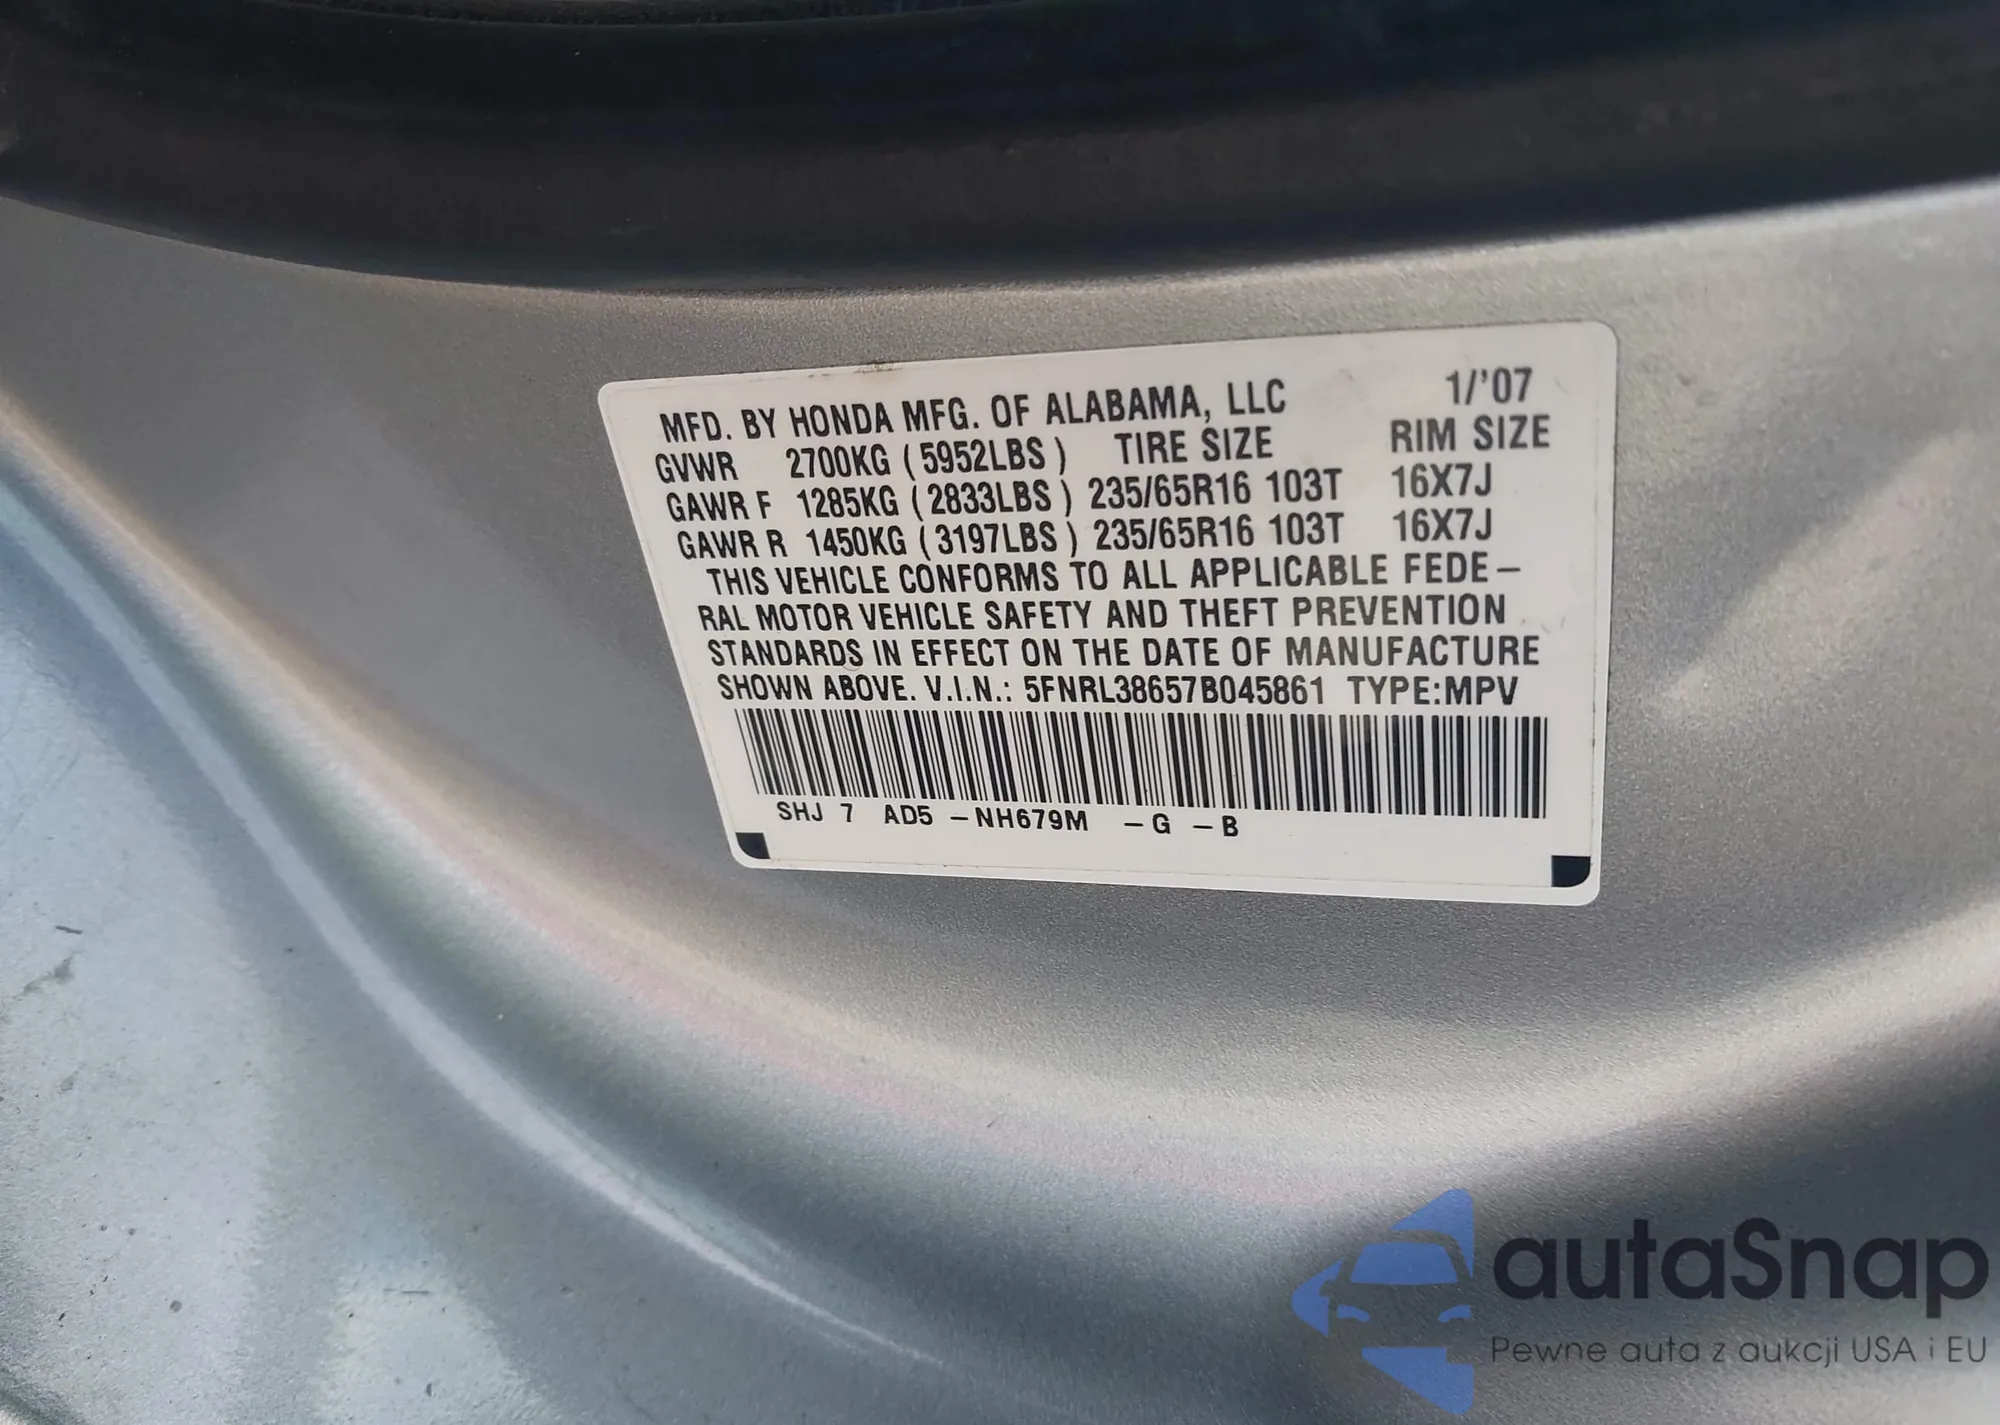 MFD. BY HONDA MFG. OF ALABAMA, LLC 1/'07
GVWR 2700KG (5952LBS) TIRE SIZE RIM SIZE
GAWR F 1285KG (2833LBS) 235/65R16 103T 16X7J
GAWR R 1450KG (3197LBS) 235/65R16 103T 16X7J
THIS VEHICLE CONFORMS TO ALL APPLICABLE FEDE-
RAL MOTOR VEHICLE SAFETY AND THEFT PREVENTION
STANDARDS IN EFFECT ON THE DATE OF MANUFACTURE
SHOWN ABOVE. V.I.N.: 5FNRL38657B045861 TYPE:MPV
SHJ 7 AD5 -NH679M -G -B
autaSnap
Pewne auta z aukcji USA i EU